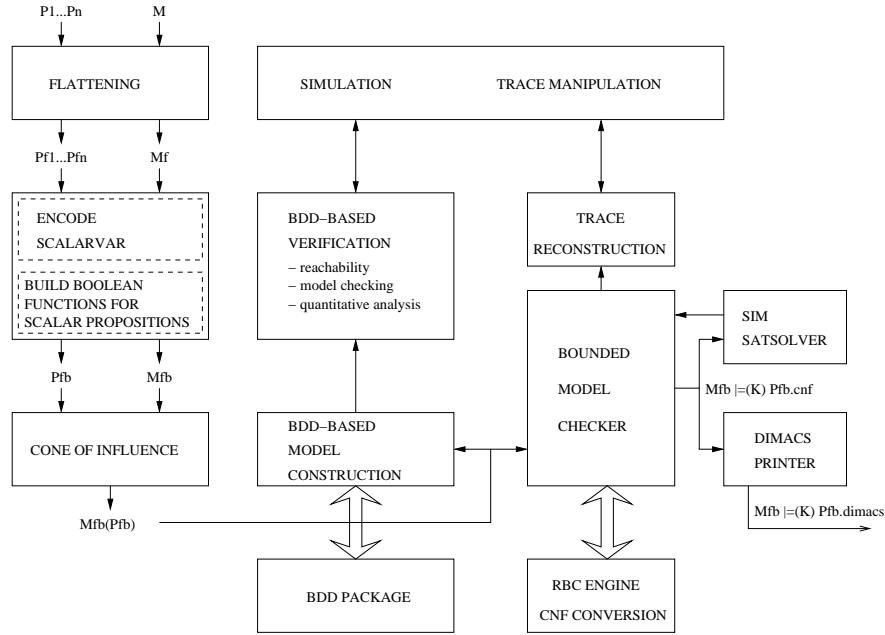 P1...Pn
M
FLATTENING
Pf1...Pfn
Mf
ENCODE
SCALARVAR
BUILD BOOLEAN
FUNCTIONS FOR
SCALAR PROPOSITIONS
Pfb
Mfb
CONE OF INFLUENCE
Mfb(Pfb)
SIMULATION
TRACE MANIPULATION
BDD–BASED
VERIFICATION
– reachability
– model checking
– quantitative analysis
BDD–BASED
MODEL
CONSTRUCTION
BDD PACKAGE
TRACE
RECONSTRUCTION
BOUNDED
MODEL
CHECKER
RBC ENGINE
CNF CONVERSION
SIM
SATSOLVER
Mfb |=(K) Pfb.cnf
DIMACS
PRINTER
Mfb |=(K) Pfb.dimacs